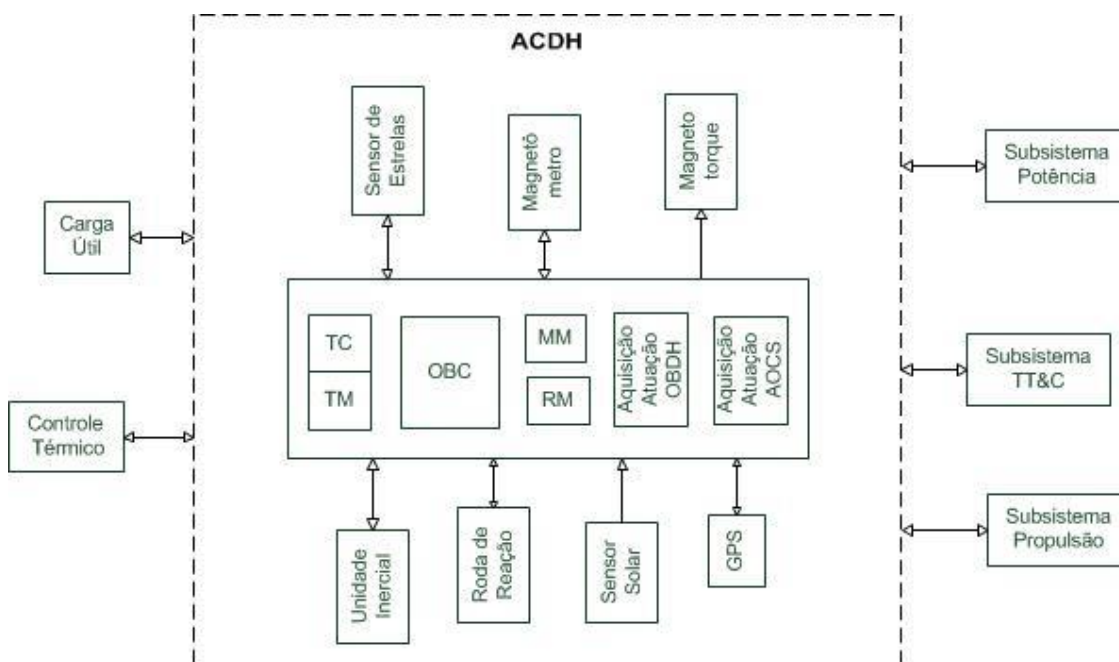 ACDH
Sensor de
Estrelas
Magnetô
metro
Magneto
torque
Subsistema
Potência
Carga
Útil
TC
TM
OBC
MM
RM
Aquisição
Atuação
OBDH
Aquisição
Atuação
AOCS
Subsistema
TT&C
Controle
Térmico
Unidade
Inercial
Roda de
Reação
Sensor
Solar
GPS
Subsistema
Propulsão